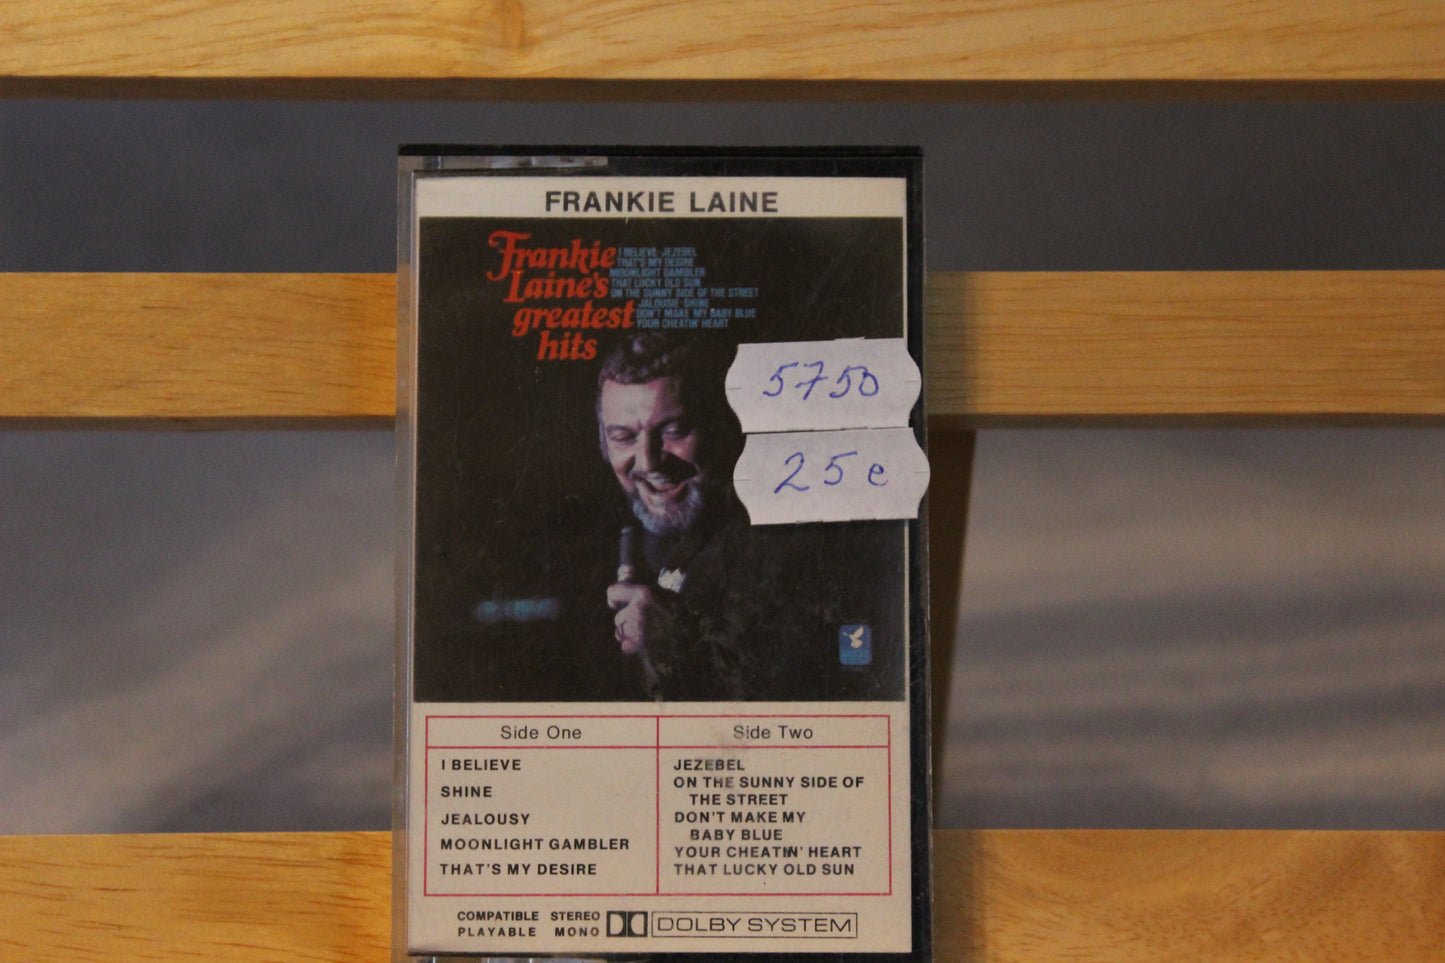 FRANKIE LAINE
Frankie
Laine's
greatest
hits
I BELIEVE JEZEBEL
THAT'S MY DESIRE
MOONLIGHT GAMBLER
THAT LUCKY OLD SUN
ON THE SUNNY SIDE OF THE STREET
JALOUSIE SHINE
DON'T MAKE MY BABY BLUE
YOUR CHEATIN' HEART
5750
25e
Side One
I BELIEVE
SHINE
JEALOUSY
MOONLIGHT GAMBLER
THAT'S MY DESIRE
Side Two
JEZEBEL
ON THE SUNNY SIDE OF
THE STREET
DON'T MAKE MY
BABY BLUE
YOUR CHEATIN' HEART
THAT LUCKY OLD SUN
COMPATIBLE STEREO
PLAYABLE MONO
DOLBY SYSTEM